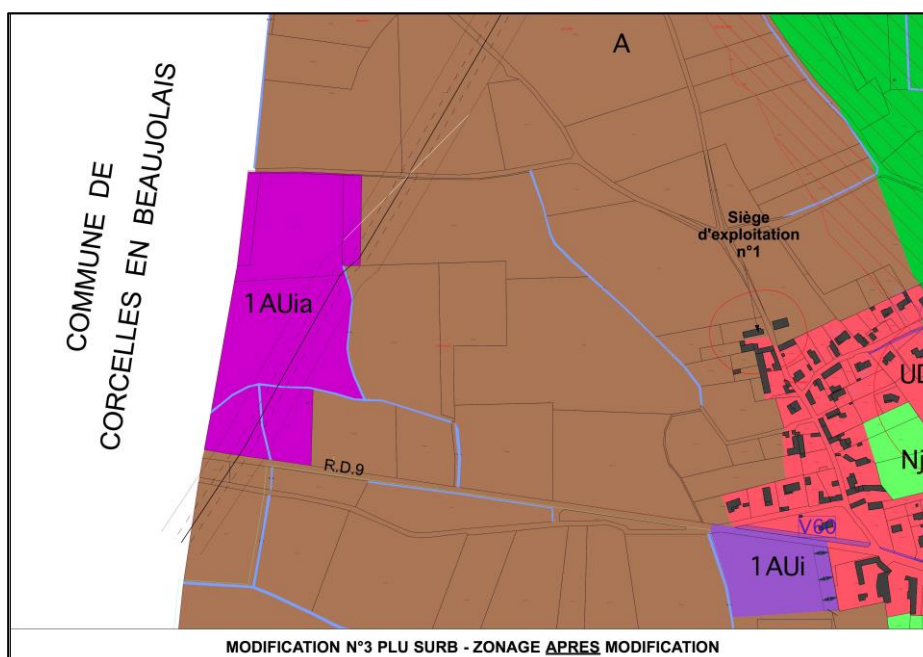 A
COMMUNE DE
CORCELLES EN BEAUJOLAIS
Siège
d'exploitation
n°1
1AUia
UD
Nj
R.D.9
V60
1AUi
MODIFICATION N°3 PLU SURB - ZONAGE APRES MODIFICATION